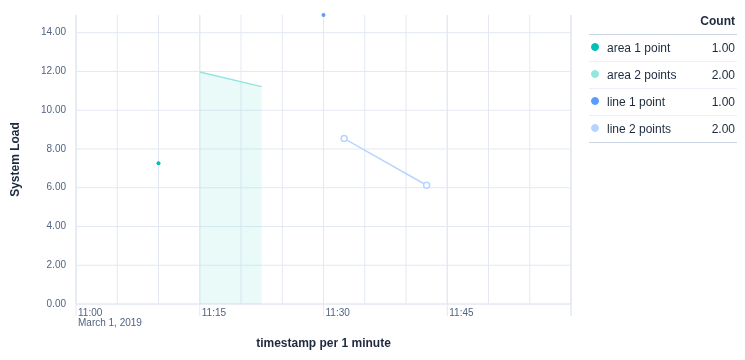 Count
area 1 point 1.00
area 2 points 2.00
line 1 point 1.00
line 2 points 2.00
System Load
14.00
12.00
10.00
8.00
6.00
4.00
2.00
0.00
11:00 11:15 11:30 11:45
March 1, 2019
timestamp per 1 minute